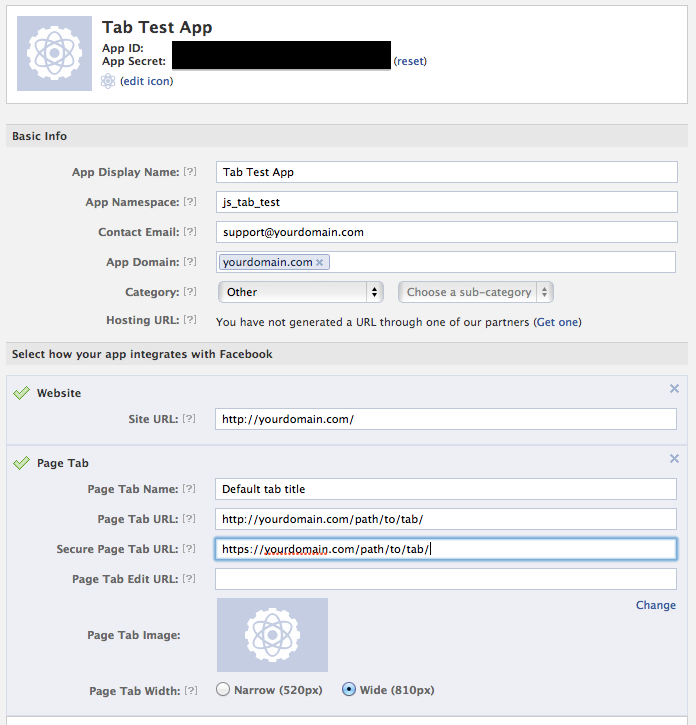 Tab Test App
App ID:
App Secret: (reset)
(edit icon)
Basic Info
App Display Name: [?] Tab Test App
App Namespace: [?] js_tab_test
Contact Email: [?] support@yourdomain.com
App Domain: [?] yourdomain.com ×
Category: [?] Other Choose a sub-category
Hosting URL: [?] You have not generated a URL through one of our partners (Get one)
Select how your app integrates with Facebook
Website
Site URL: [?] http://yourdomain.com/
Page Tab
Page Tab Name: [?] Default tab title
Page Tab URL: [?] http://yourdomain.com/path/to/tab/
Secure Page Tab URL: [?] https://yourdomain.com/path/to/tab/
Page Tab Edit URL: [?]
Change
Page Tab Image:
Page Tab Width: [?] Narrow (520px) Wide (810px)